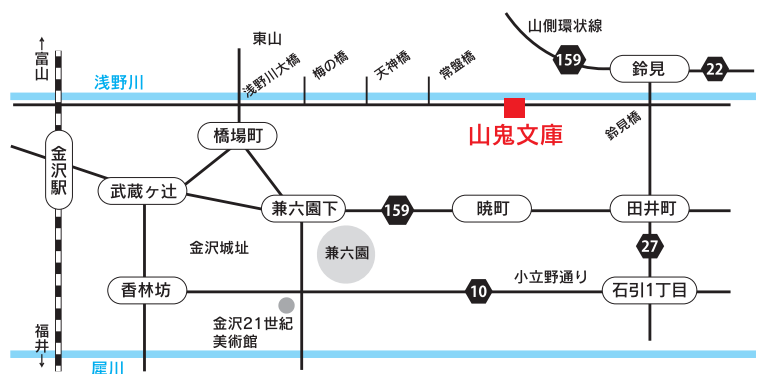 山側環状線
159
鈴見
22
東山
浅野川大橋
梅の橋
天神橋
常盤橋
富山
浅野川
山鬼文庫
鈴見橋
橋場町
金沢駅
武蔵ヶ辻
兼六園下
159
暁町
田井町
金沢城址
兼六園
27
香林坊
10
小立野通り
石引1丁目
金沢21世紀
美術館
福井
犀川